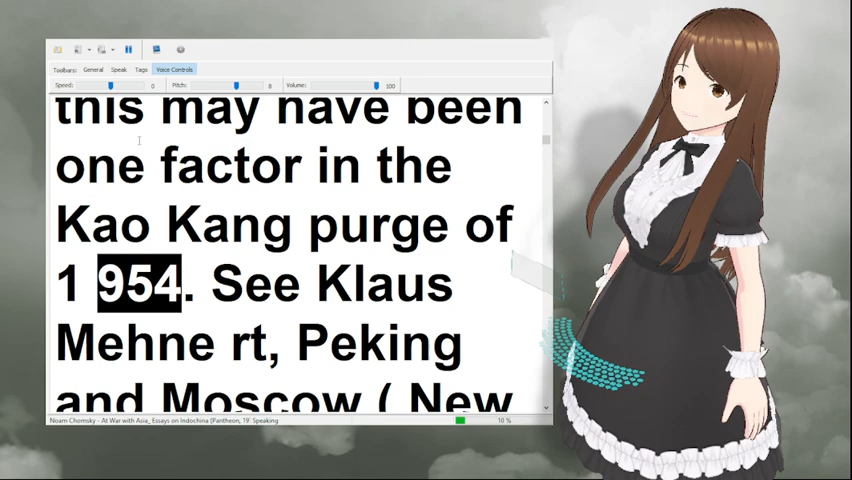 Toolbars: General Speak Tags Voice Controls
Speed: 0 Pitch: 8 Volume: 100
this may have been
one factor in the
Kao Kang purge of
1 954. See Klaus
Mehne rt, Peking
and Moscow ( New
Noam Chomsky - At War with Asia_ Essays on Indochina (Pantheon, 19 Speaking 10 %